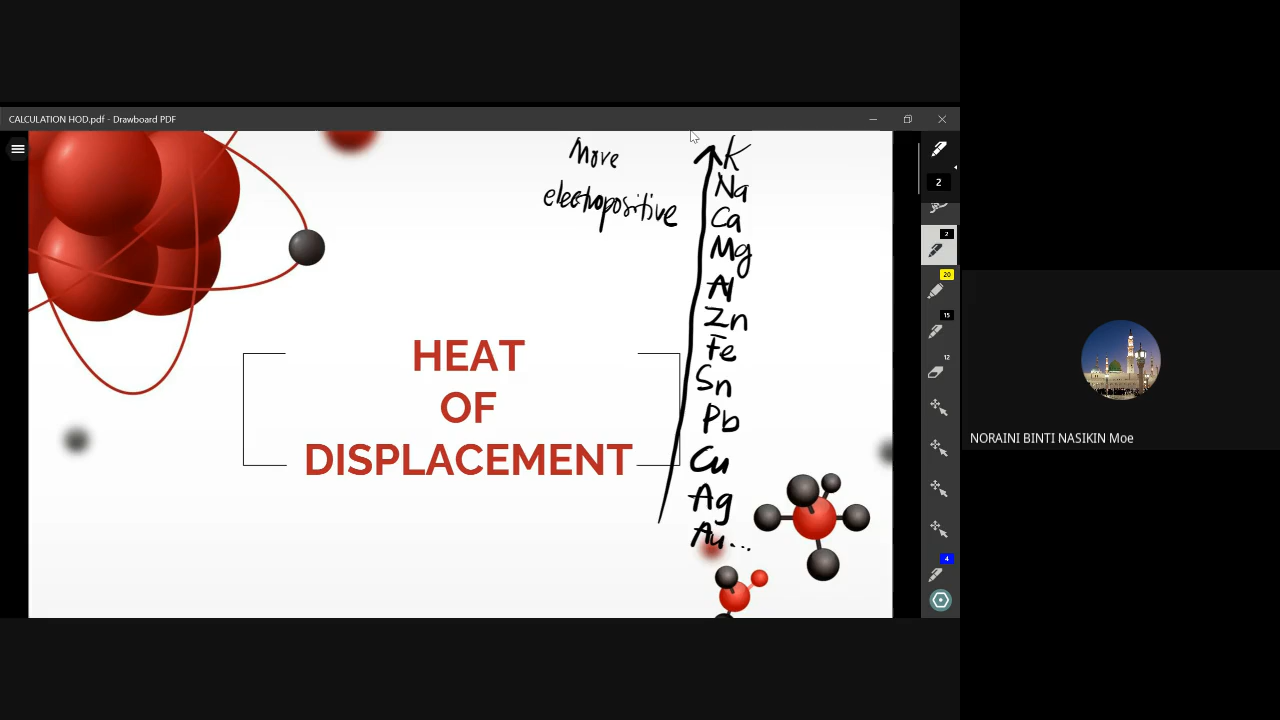 CALCULATION HOD.pdf - Drawboard PDF
More
electropositive
K
Na
Ca
Mg
Al
Zn
Fe
Sn
Pb
Cu
Ag
Au...
HEAT
OF
DISPLACEMENT
2
2
20
15
12
4
NORAINI BINTI NASIKIN Moe